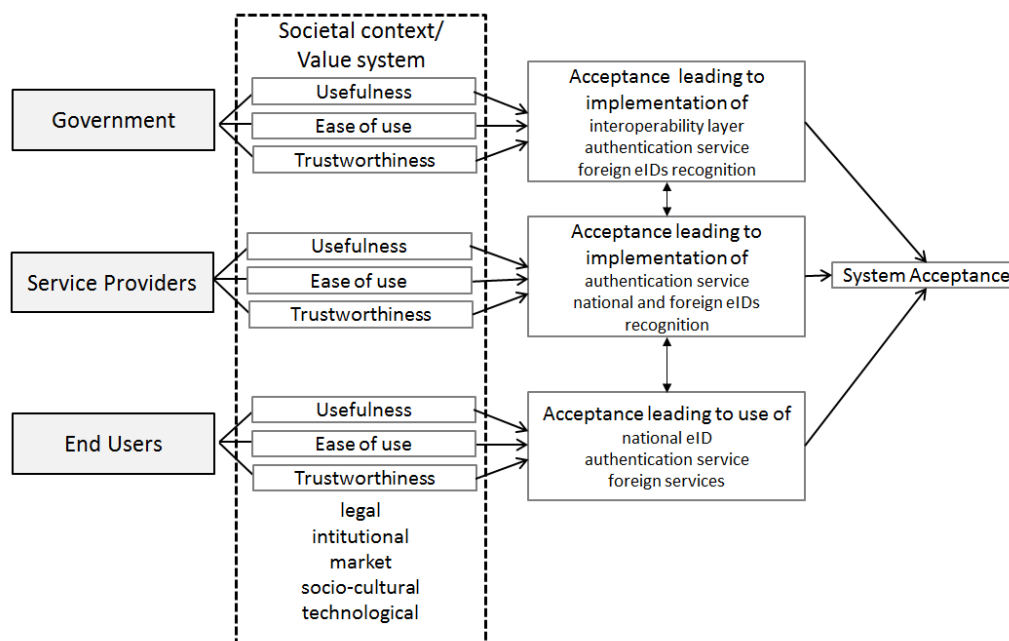 Societal context/
Value system
Government
Usefulness
Ease of use
Trustworthiness
Acceptance leading to
implementation of
interoperability layer
authentication service
foreign eIDs recognition
Service Providers
Usefulness
Ease of use
Trustworthiness
Acceptance leading to
implementation of
authentication service
national and foreign eIDs
recognition
System Acceptance
End Users
Usefulness
Ease of use
Trustworthiness
Acceptance leading to use of
national eID
authentication service
foreign services
legal
intitutional
market
socio-cultural
technological